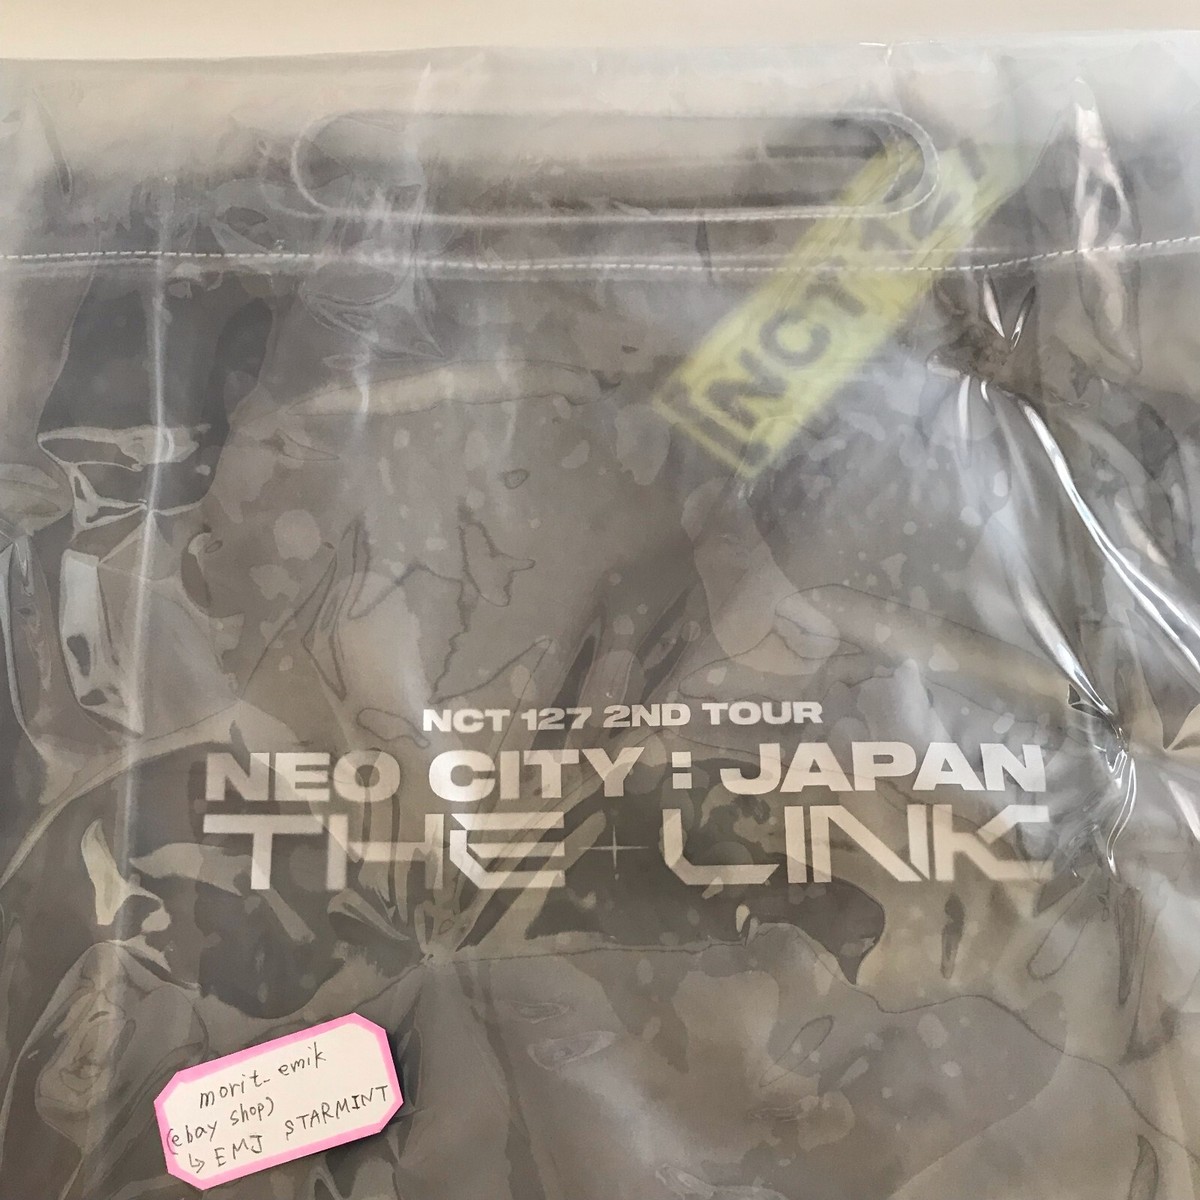 NCT 127
NCT 127 2ND TOUR
NEO CITY : JAPAN
THE LINK
morit_emik
(ebay shop)
↳ EMJ STARMINT